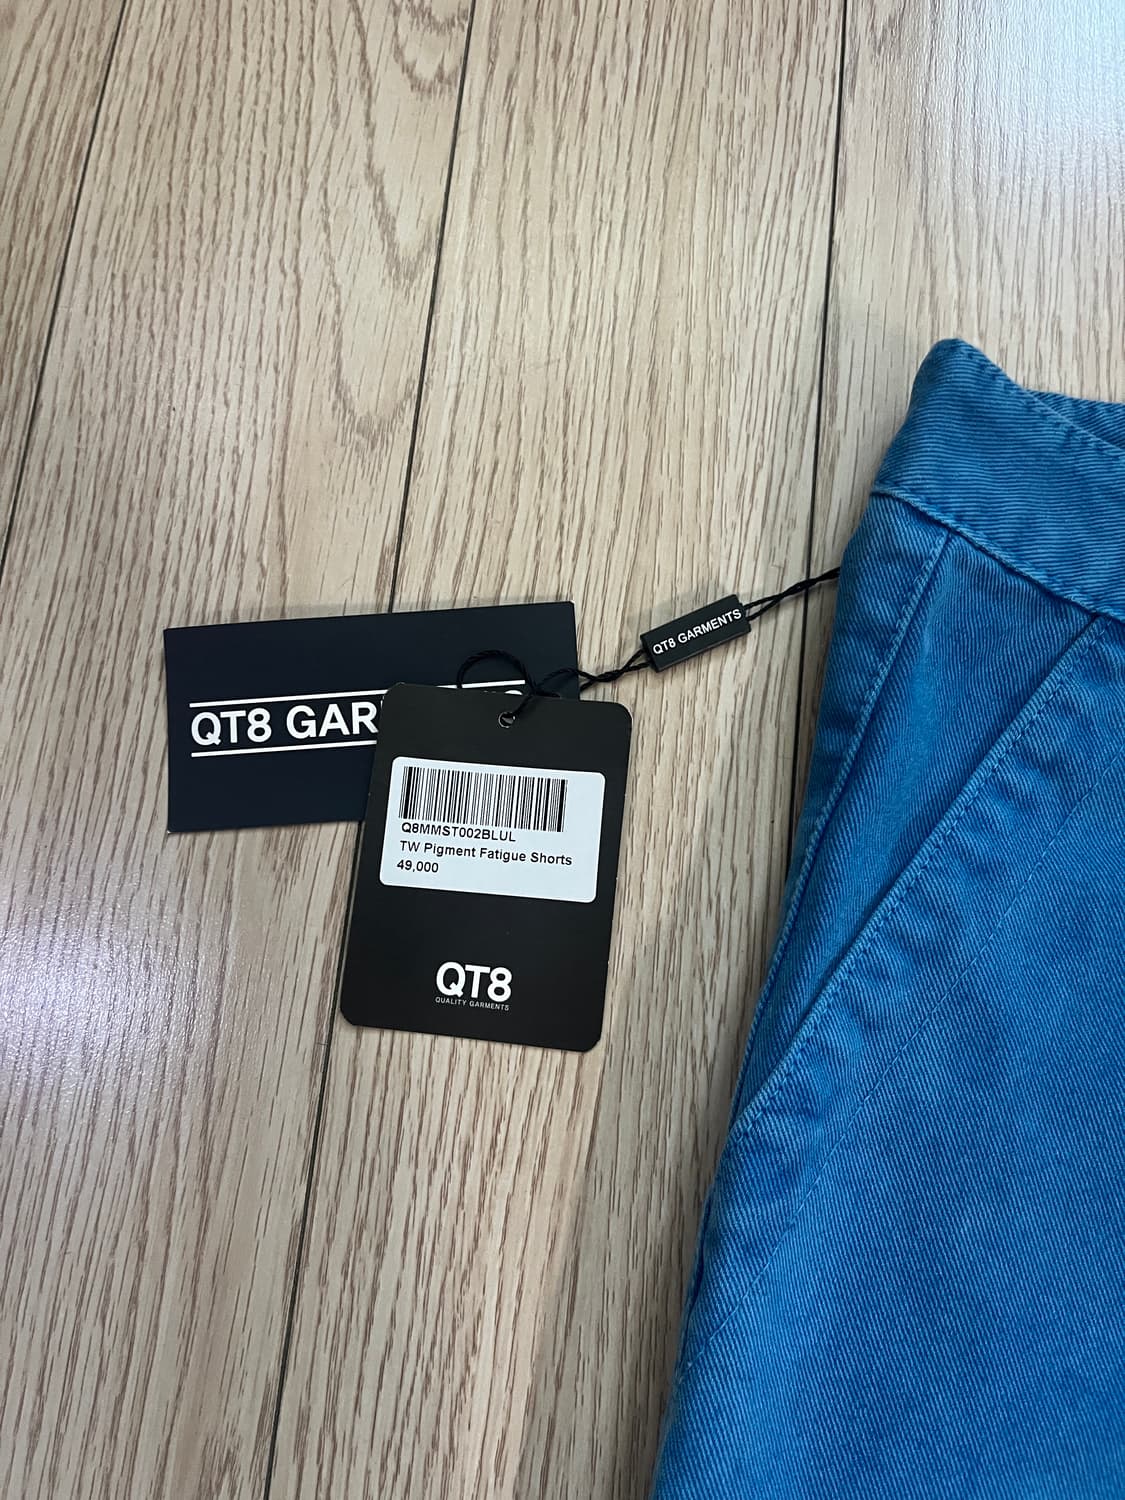 QT8 GARMENTS
QT8 GAR
Q8MMST002BLUL
TW Pigment Fatigue Shorts
49,000
QT8
QUALITY GARMENTS